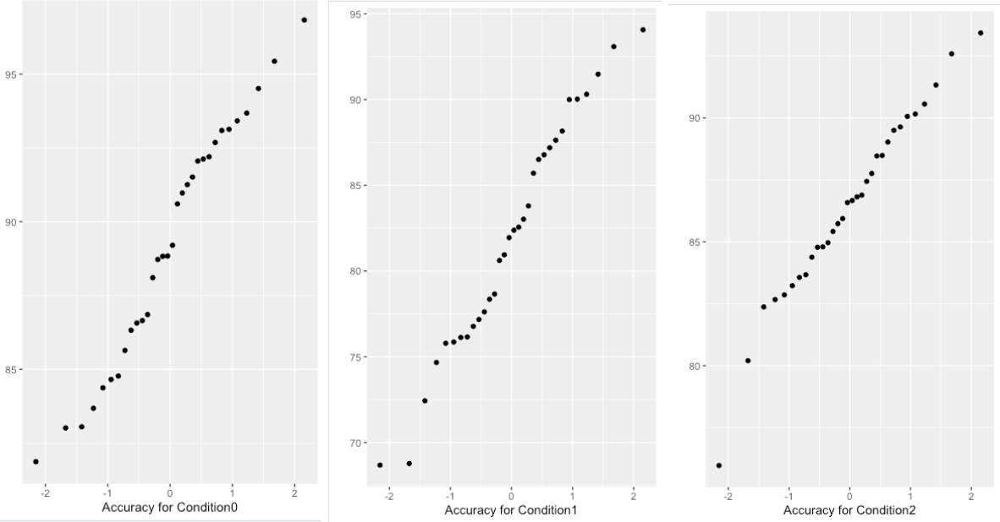 95
90
85
-2 -1 0 1 2
Accuracy for Condition0
95
90
85
80
75
70
-2 -1 0 1 2
Accuracy for Condition1
90
85
80
-2 -1 0 1 2
Accuracy for Condition2